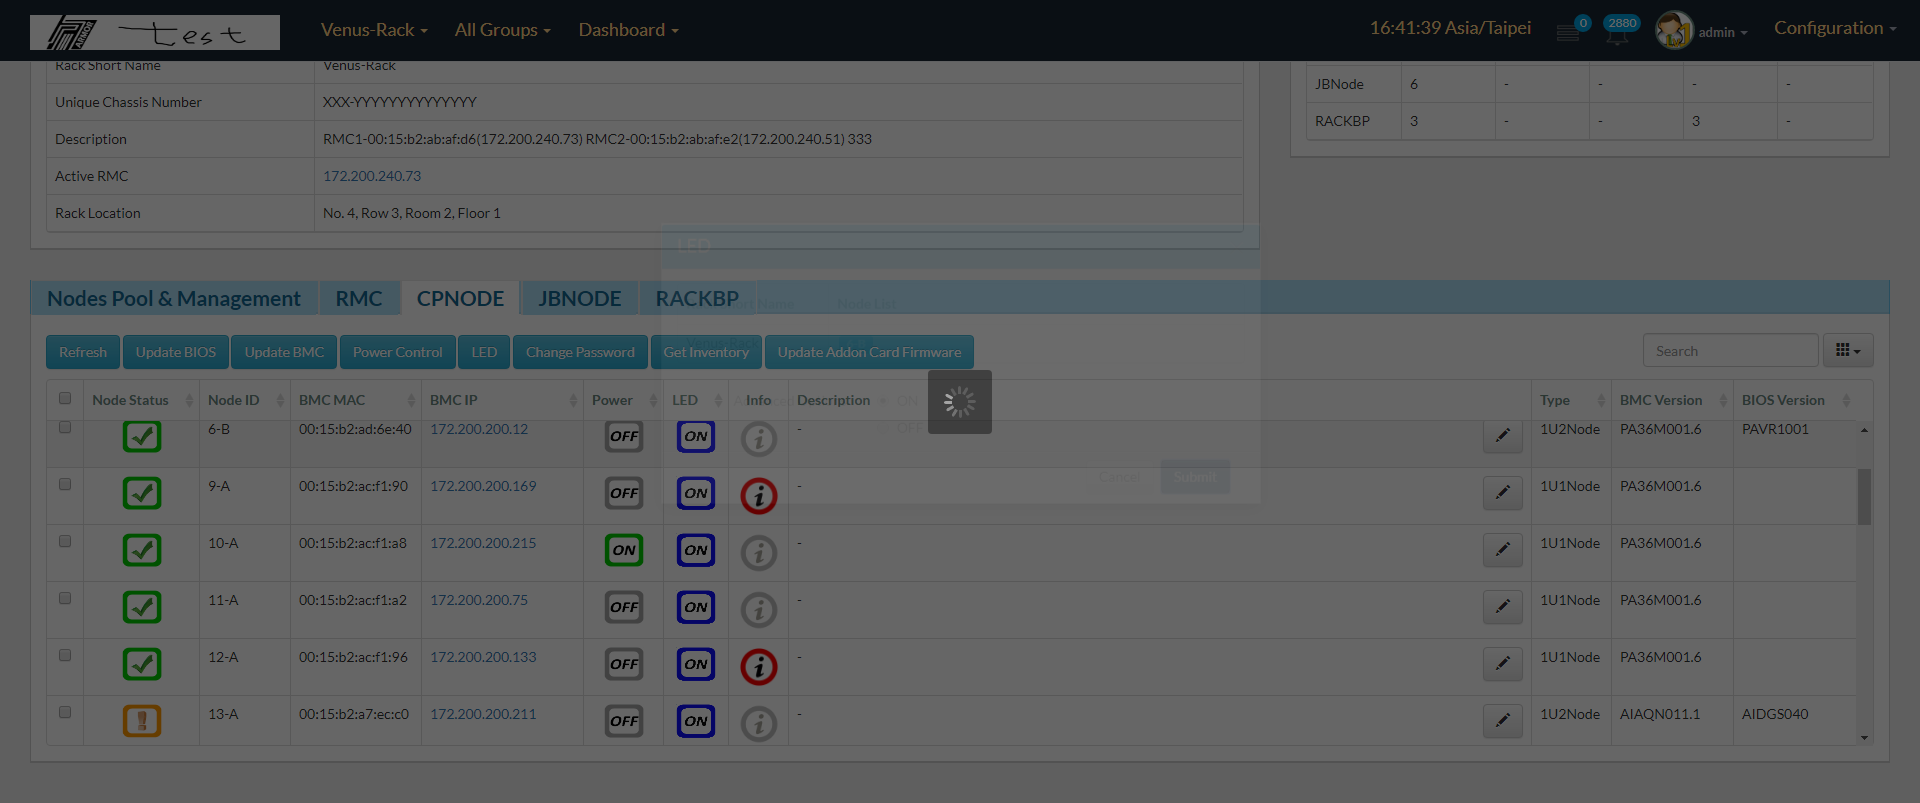 ARMOR test Venus-Rack All Groups Dashboard 16:41:39 Asia/Taipei 0 2880 admin Configuration
Rack Short Name Venus-Rack
Unique Chassis Number XXX-YYYYYYYYYYYYYY
Description RMC1-00:15:b2:ab:af:d6(172.200.240.73) RMC2-00:15:b2:ab:af:e2(172.200.240.51) 333
Active RMC 172.200.240.73
Rack Location No. 4, Row 3, Room 2, Floor 1
JBNode 6 - - - -
RACKBP 3 - - 3 -
LED
Nodes Pool & Management RMC CPNODE JBNODE RACKBP
Node List
Refresh Update BIOS Update BMC Power Control LED Change Password Get Inventory Update Addon Card Firmware Search
Node Status Node ID BMC MAC BMC IP Power LED Info Description Type BMC Version BIOS Version
ON
OFF
6-B 00:15:b2:ad:6e:40 172.200.200.12 OFF ON i - 1U2Node PA36M001.6 PAVR1001
Cancel Submit
9-A 00:15:b2:ac:f1:90 172.200.200.169 OFF ON i - 1U1Node PA36M001.6
10-A 00:15:b2:ac:f1:a8 172.200.200.215 ON ON i - 1U1Node PA36M001.6
11-A 00:15:b2:ac:f1:a2 172.200.200.75 OFF ON i - 1U1Node PA36M001.6
12-A 00:15:b2:ac:f1:96 172.200.200.133 OFF ON i - 1U1Node PA36M001.6
13-A 00:15:b2:a7:ec:c0 172.200.200.211 OFF ON i - 1U2Node AIAQN011.1 AIDGS040